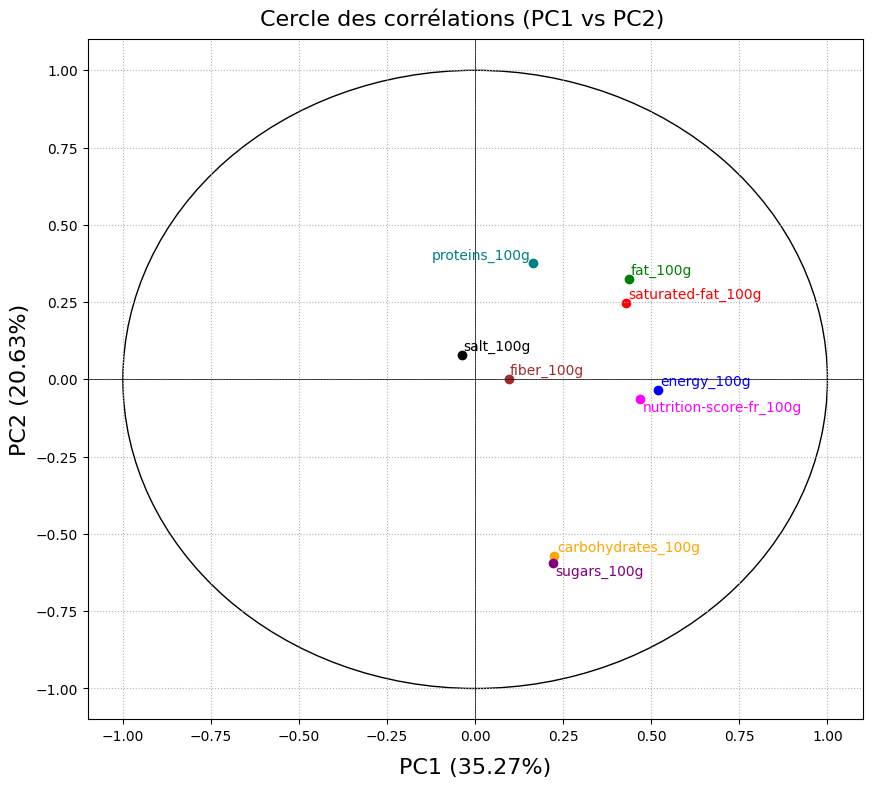 Cercle des corrélations (PC1 vs PC2)
1.00
0.75
0.50
0.25
0.00
−0.25
−0.50
−0.75
−1.00
PC2 (20.63%)
proteins_100g
fat_100g
saturated-fat_100g
salt_100g
fiber_100g
energy_100g
nutrition-score-fr_100g
carbohydrates_100g
sugars_100g
−1.00
−0.75
−0.50
−0.25
0.00
0.25
0.50
0.75
1.00
PC1 (35.27%)